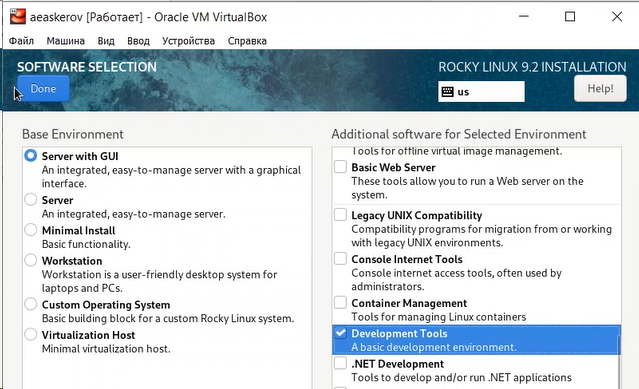 aeaskerov [Работает] - Oracle VM VirtualBox
Файл Машина Вид Ввод Устройства Справка
SOFTWARE SELECTION
ROCKY LINUX 9.2 INSTALLATION
Done
us
Help!
Base Environment
Server with GUI
An integrated, easy-to-manage server with a graphical
interface.
Server
An integrated, easy-to-manage server.
Minimal Install
Basic functionality.
Workstation
Workstation is a user-friendly desktop system for
laptops and PCs.
Custom Operating System
Basic building block for a custom Rocky Linux system.
Virtualization Host
Minimal virtualization host.
Additional software for Selected Environment
Tools for offline virtual image management.
Basic Web Server
These tools allow you to run a Web server on the
system.
Legacy UNIX Compatibility
Compatibility programs for migration from or working
with legacy UNIX environments.
Console Internet Tools
Console internet access tools, often used by
administrators.
Container Management
Tools for managing Linux containers
Development Tools
A basic development environment.
.NET Development
Tools to develop and/or run .NET applications